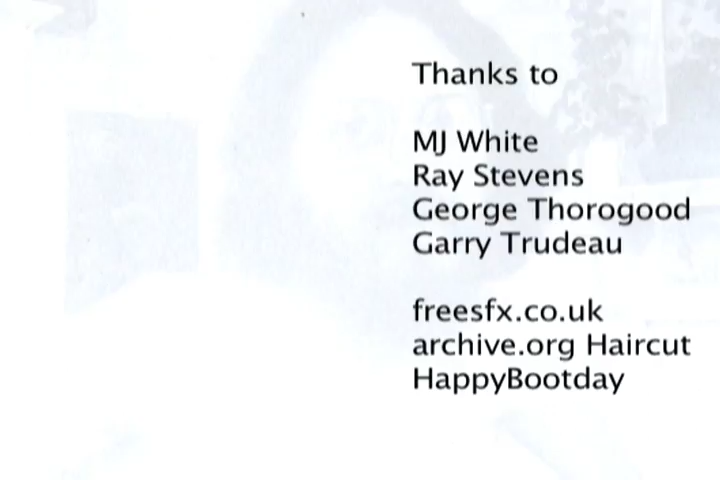 Thanks to
MJ White
Ray Stevens
George Thorogood
Garry Trudeau
freesfx.co.uk
archive.org Haircut
HappyBootday